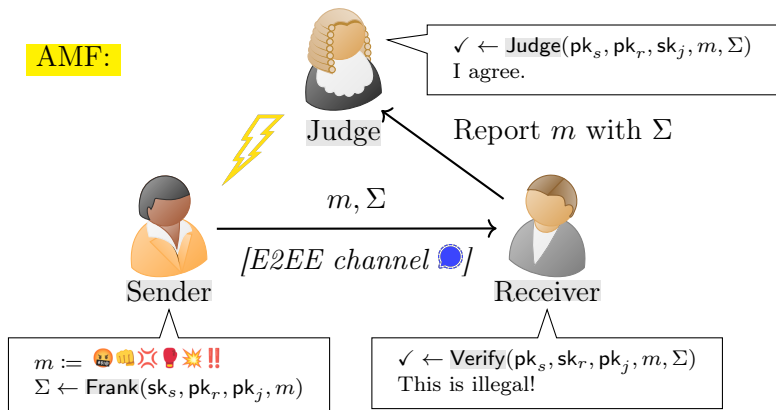 AMF:
✓ ← Judge(pk_s, pk_r, sk_j, m, Σ)
I agree.
Judge
Report m with Σ
m, Σ
[E2EE channel ]
Sender
Receiver
m := 🤬👊💢🥊💥‼️
Σ ← Frank(sk_s, pk_r, pk_j, m)
✓ ← Verify(pk_s, sk_r, pk_j, m, Σ)
This is illegal!